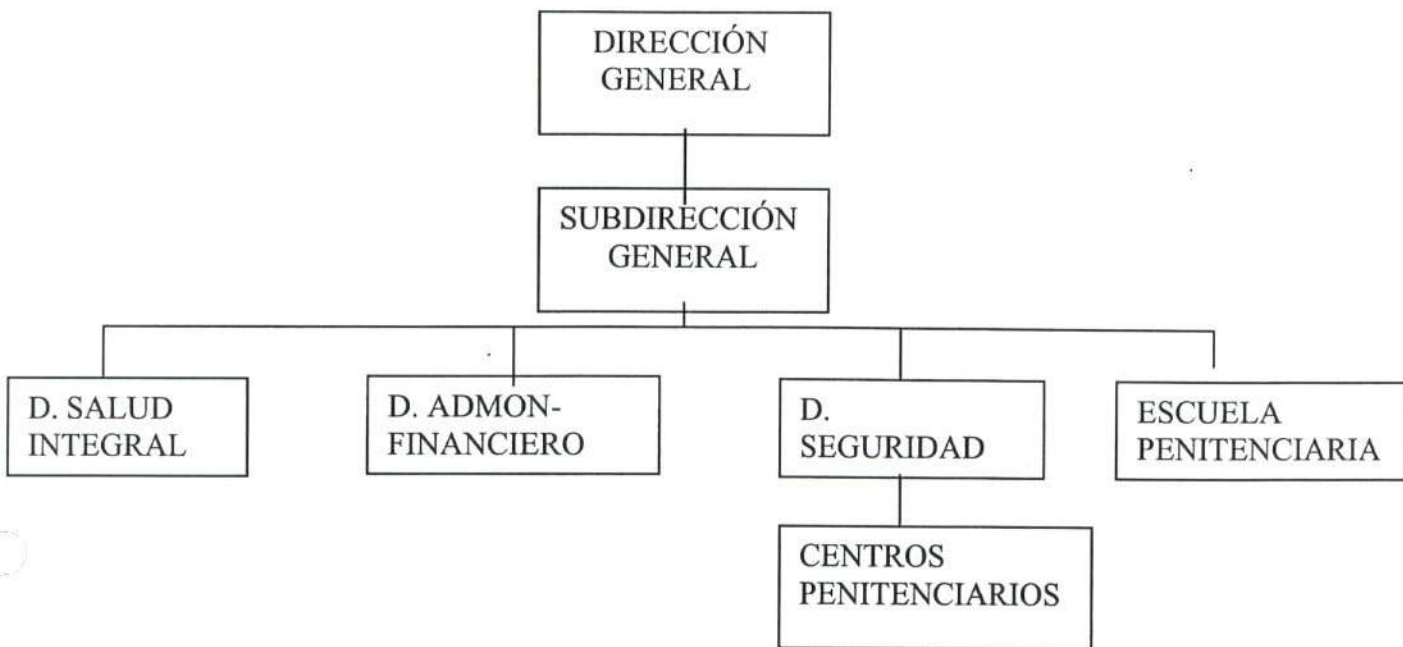 DIRECCIÓN
GENERAL
SUBDIRECCIÓN
GENERAL
D. SALUD
INTEGRAL
D. ADMON-
FINANCIERO
D.
SEGURIDAD
ESCUELA
PENITENCIARIA
CENTROS
PENITENCIARIOS